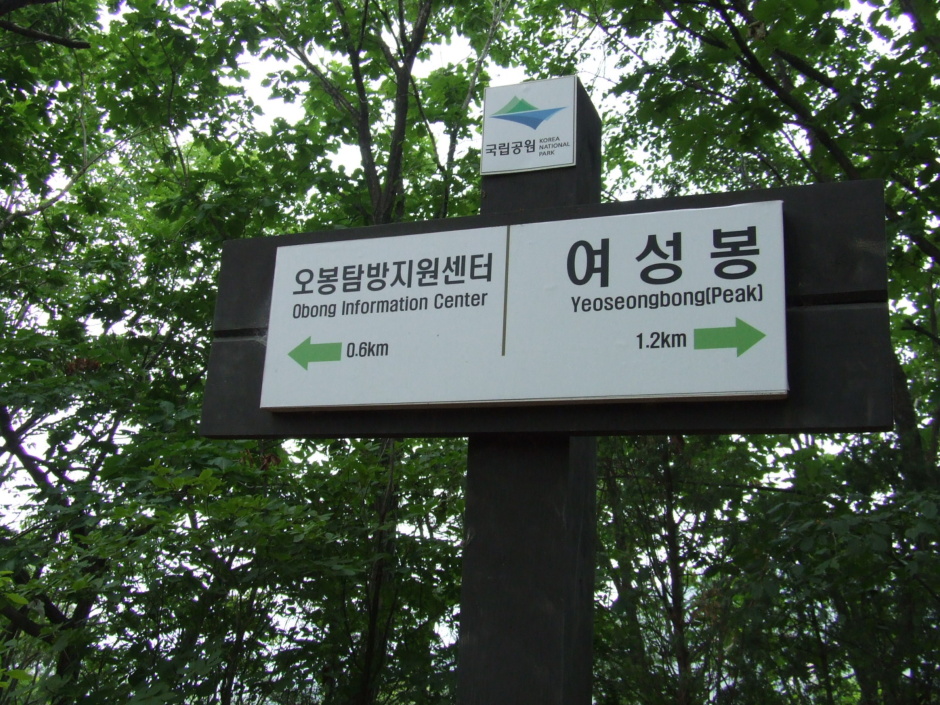 국립공원
KOREA
NATIONAL
PARK
오봉탐방지원센터
Obong Information Center
0.6km
여성봉
Yeoseongbong(Peak)
1.2km